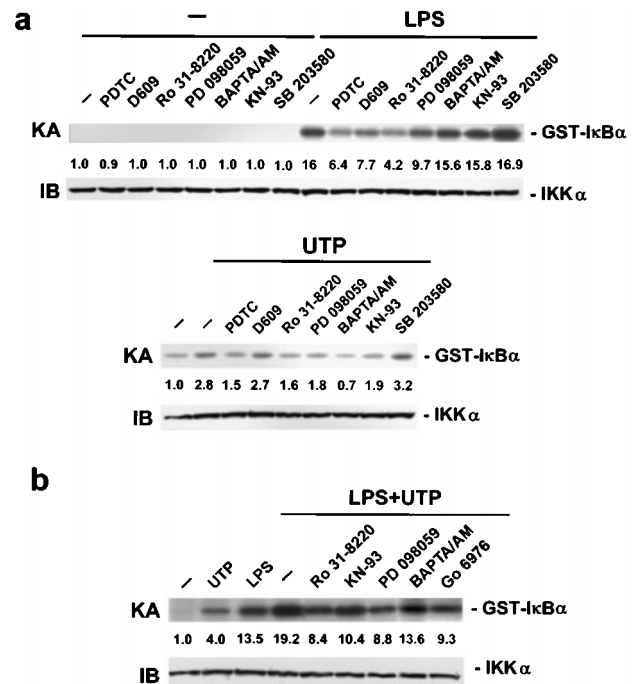 a
– LPS
– PDTC D609 Ro 31-8220 PD 098059 BAPTA/AM KN-93 SB 203580 – PDTC D609 Ro 31-8220 PD 098059 BAPTA/AM KN-93 SB 203580
KA - GST-IκBα
1.0 0.9 1.0 1.0 1.0 1.0 1.0 1.0 16 6.4 7.7 4.2 9.7 15.6 15.8 16.9
IB - IKKα
UTP
– – PDTC D609 Ro 31-8220 PD 098059 BAPTA/AM KN-93 SB 203580
KA - GST-IκBα
1.0 2.8 1.5 2.7 1.6 1.8 0.7 1.9 3.2
IB - IKKα
b
LPS+UTP
– UTP LPS – Ro 31-8220 KN-93 PD 098059 BAPTA/AM Go 6976
KA - GST-IκBα
1.0 4.0 13.5 19.2 8.4 10.4 8.8 13.6 9.3
IB - IKKα